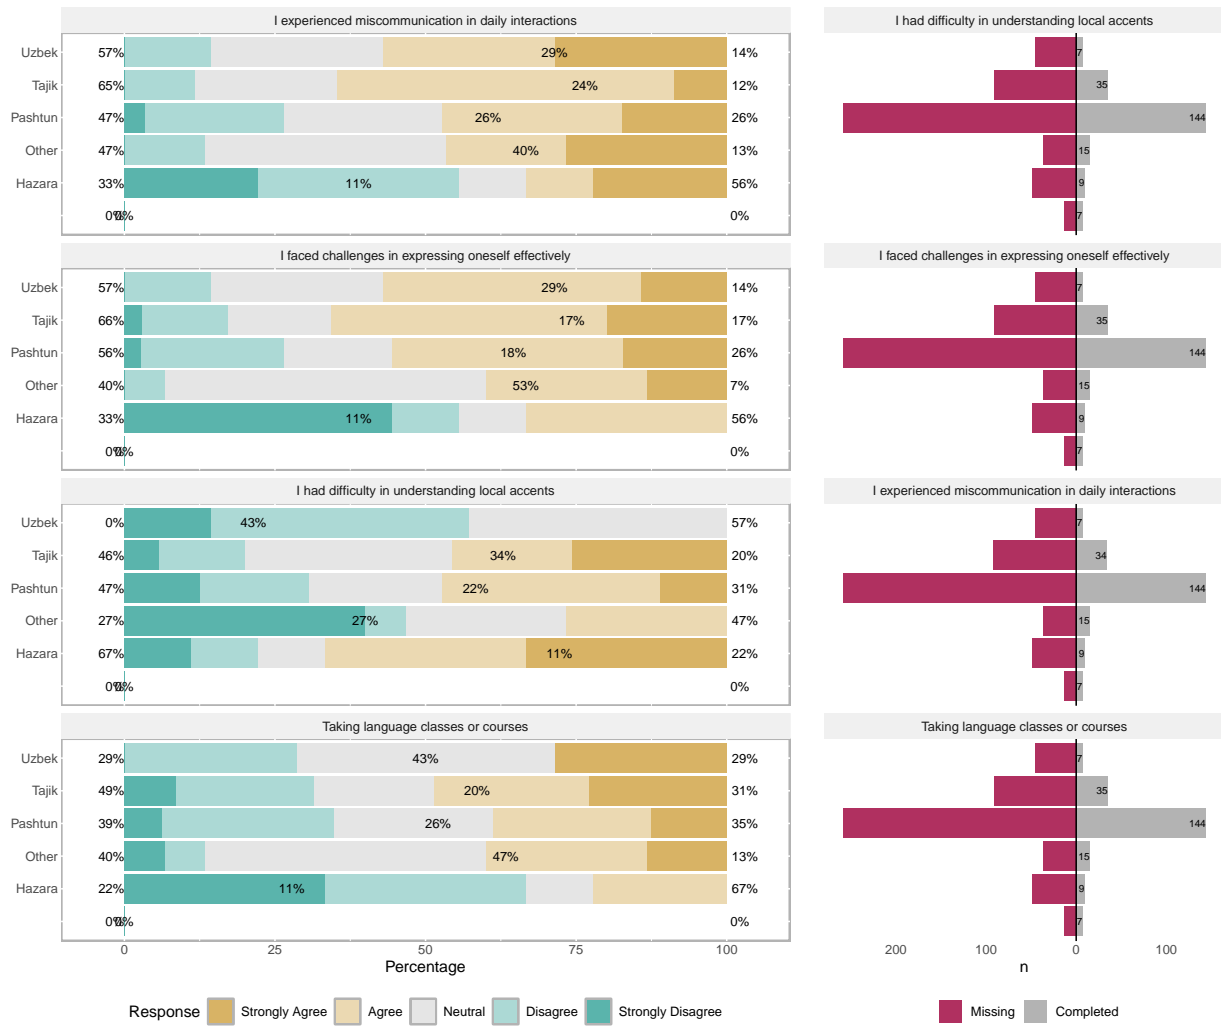 I experienced miscommunication in daily interactions
Uzbek 57% 29% 14%
Tajik 65% 24% 12%
Pashtun 47% 26% 26%
Other 47% 40% 13%
Hazara 33% 11% 56%
0% 0% 0%
I had difficulty in understanding local accents
7
35
144
15
9
7
I faced challenges in expressing oneself effectively
Uzbek 57% 29% 14%
Tajik 66% 17% 17%
Pashtun 56% 18% 26%
Other 40% 53% 7%
Hazara 33% 11% 56%
0% 0% 0%
I faced challenges in expressing oneself effectively
7
35
144
15
9
7
I had difficulty in understanding local accents
Uzbek 0% 43% 57%
Tajik 46% 34% 20%
Pashtun 47% 22% 31%
Other 27% 27% 47%
Hazara 67% 11% 22%
0% 0% 0%
I experienced miscommunication in daily interactions
7
34
144
15
9
7
Taking language classes or courses
Uzbek 29% 43% 29%
Tajik 49% 20% 31%
Pashtun 39% 26% 35%
Other 40% 47% 13%
Hazara 22% 11% 67%
0% 0% 0%
0 25 50 75 100
Percentage
Taking language classes or courses
7
35
144
15
9
7
200 100 0 100
n
Response Strongly Agree Agree Neutral Disagree Strongly Disagree
Missing Completed